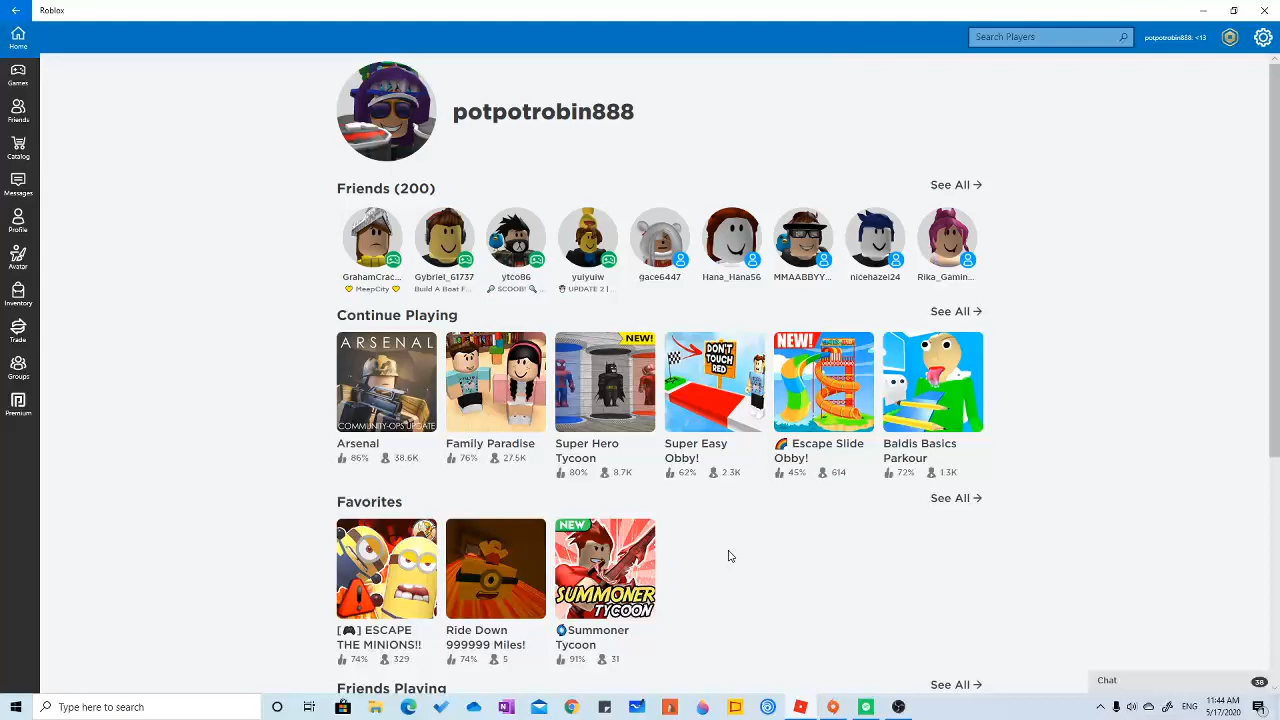 Roblox
Home
Search Players
potpotrobin888: <13
Games
Friends
Catalog
Messages
Profile
Avatar
Inventory
Trade
Groups
Premium
potpotrobin888
Friends (200)
See All
GrahamCrac... Gybriel_61737 ytco86 yuiyuiw gace6447 Hana_Hana56 MMAABBYY... nicehazel24 Rika_Gamin...
MeepCity Build A Boat F... SCOOB! ... UPDATE 2 |...
Continue Playing
See All
ARSENAL
COMMUNITY-OPS UPDATE
NEW!
DON'T TOUCH RED
NEW!
Arsenal
86% 38.6K
Family Paradise
76% 27.5K
Super Hero
Tycoon
80% 8.7K
Super Easy
Obby!
62% 2.3K
Escape Slide
Obby!
45% 614
Baldis Basics
Parkour
72% 1.3K
Favorites
See All
NEW
SUMMONER
TYCOON
[🎮] ESCAPE
THE MINIONS!!
74% 329
Ride Down
999999 Miles!
74% 5
Summoner
Tycoon
91% 31
Friends Playing
See All
Chat
38
Type here to search
ENG
11:44 AM
5/17/2020
1